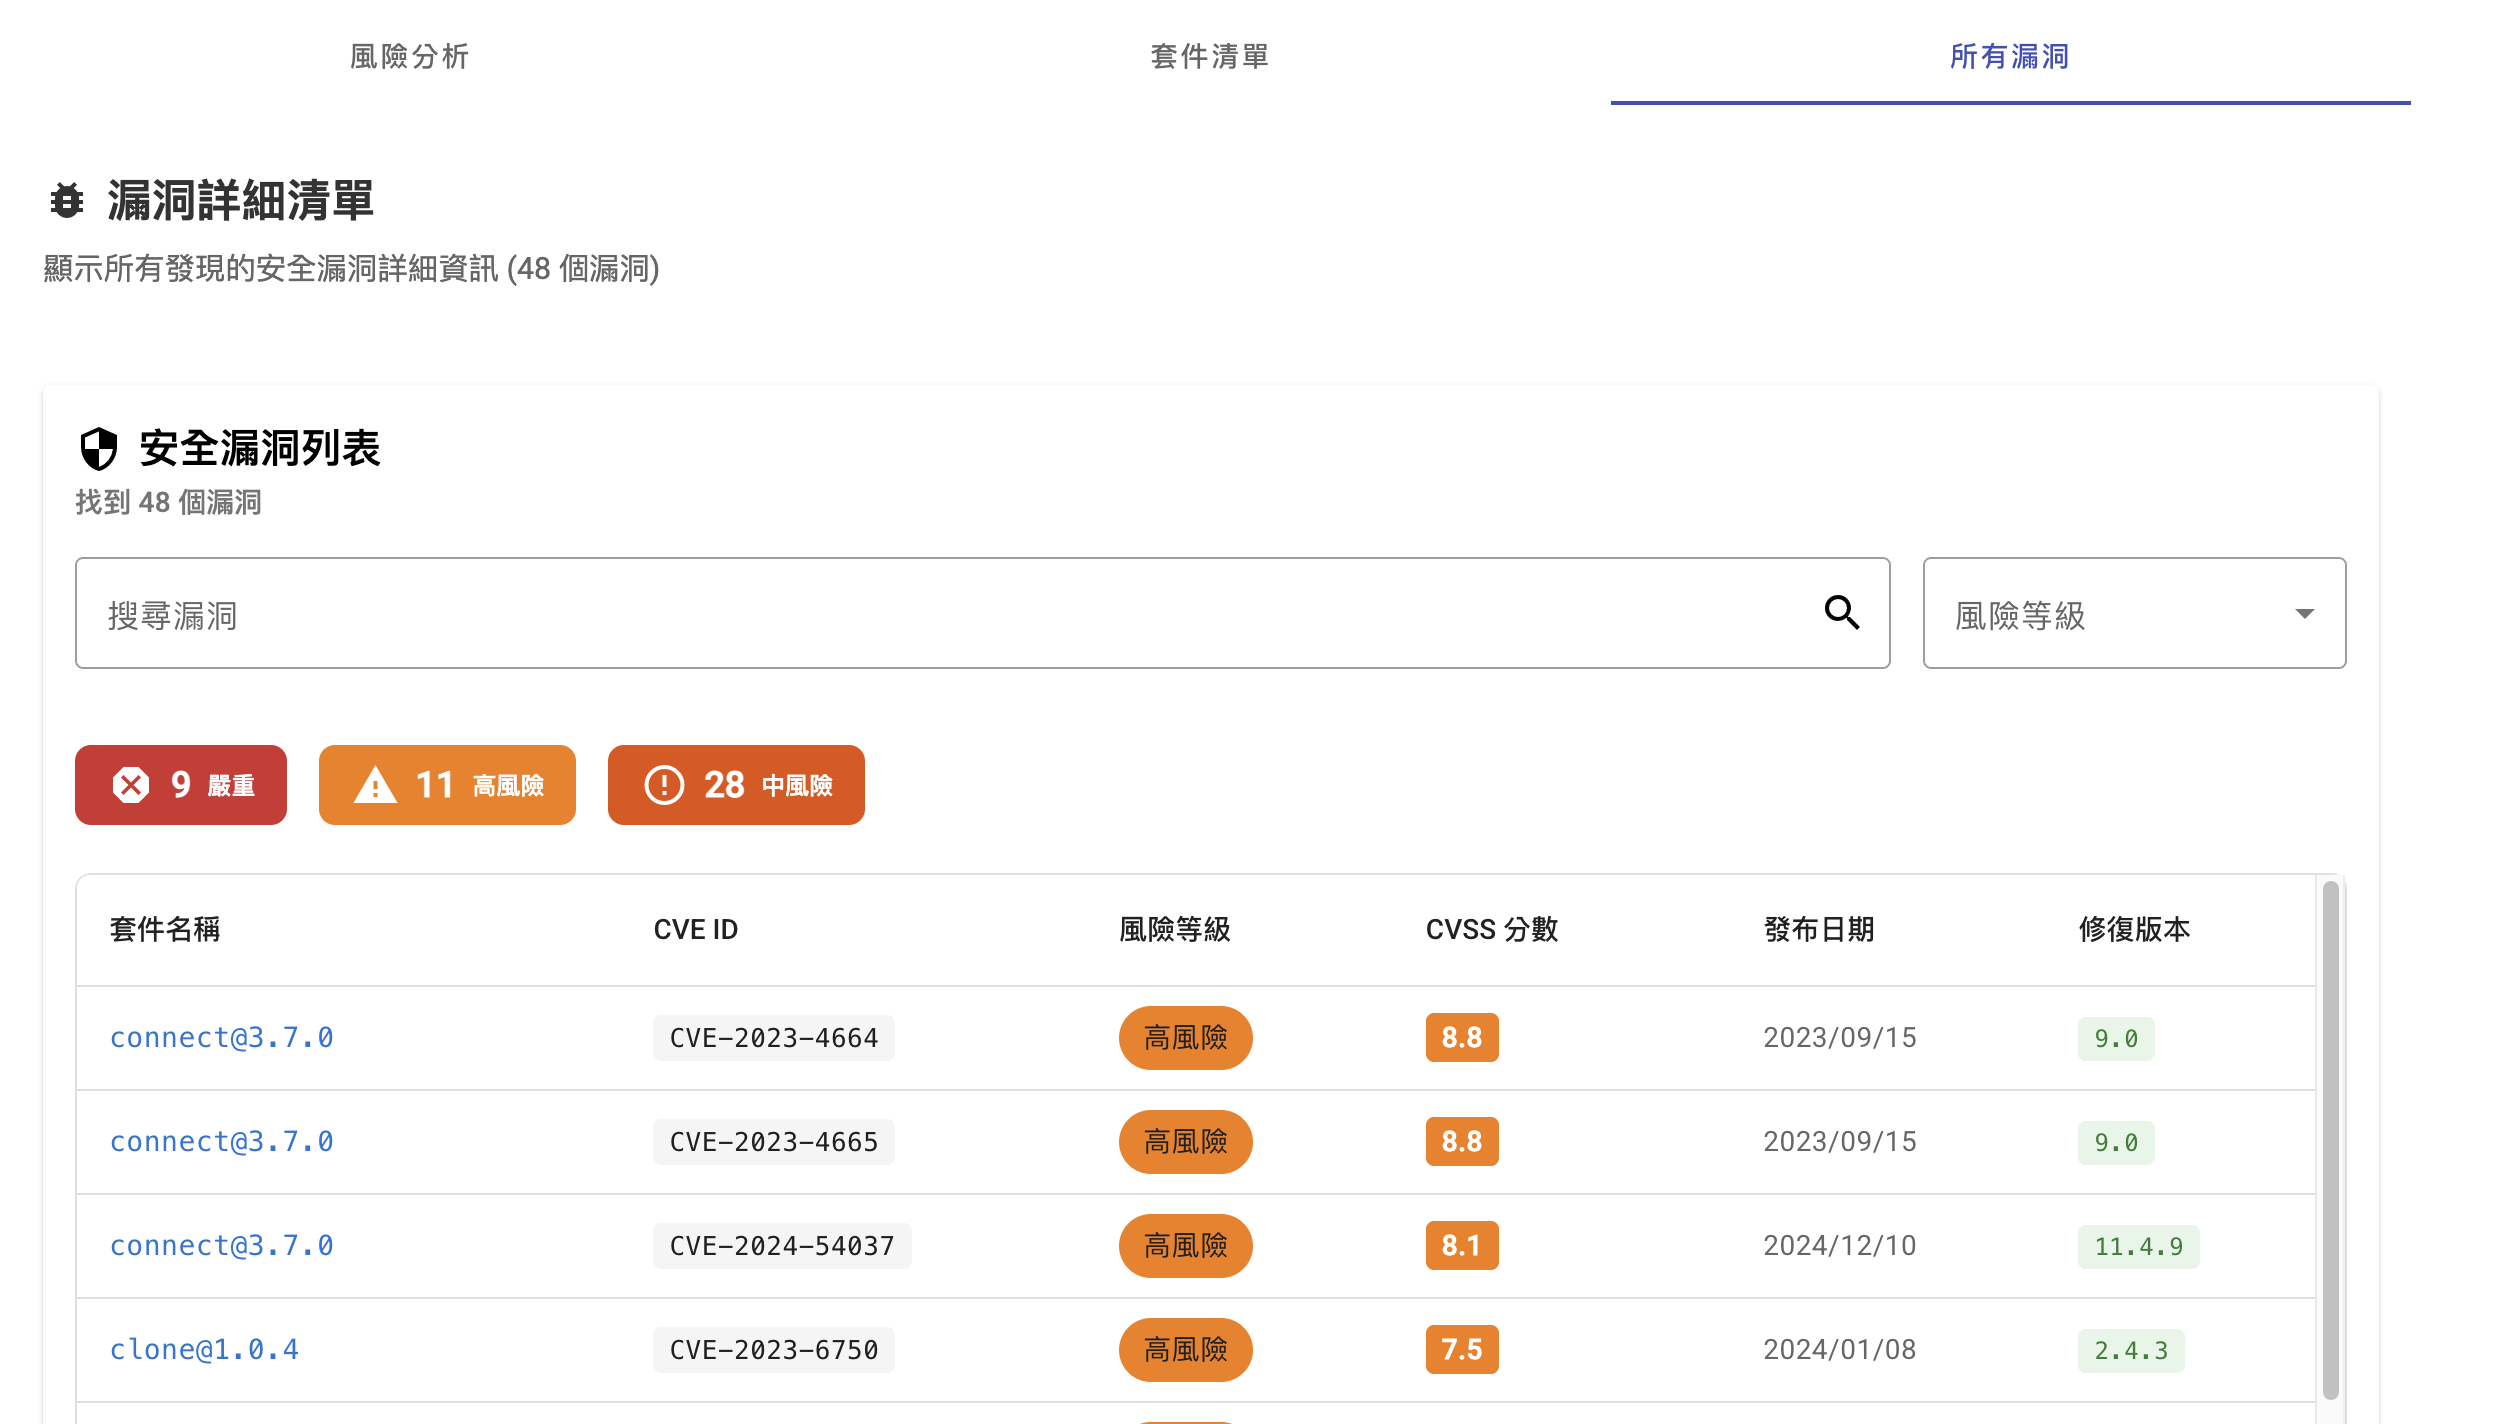 風險分析 套件清單 所有漏洞
漏洞詳細清單
顯示所有發現的安全漏洞詳細資訊 (48 個漏洞)
安全漏洞列表
找到 48 個漏洞
搜尋漏洞 風險等級
9 嚴重 11 高風險 28 中風險
套件名稱 CVE ID 風險等級 CVSS 分數 發布日期 修復版本
connect@3.7.0 CVE-2023-4664 高風險 8.8 2023/09/15 9.0
connect@3.7.0 CVE-2023-4665 高風險 8.8 2023/09/15 9.0
connect@3.7.0 CVE-2024-54037 高風險 8.1 2024/12/10 11.4.9
clone@1.0.4 CVE-2023-6750 高風險 7.5 2024/01/08 2.4.3